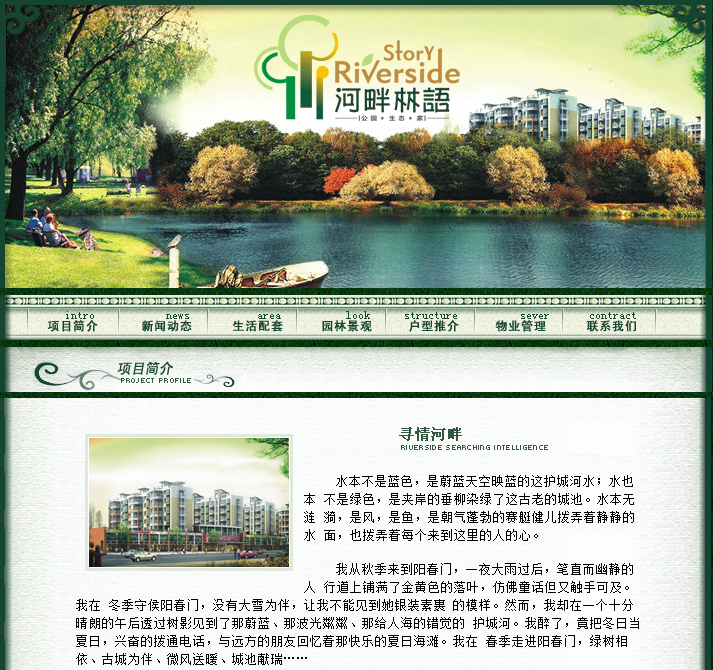 StorY
Riverside
河畔林語
公园·生态·家
intro news area look structure sever contract
项目简介 新闻动态 生活配套 园林景观 户型推介 物业管理 联系我们
项目简介
PROJECT PROFILE
寻情河畔
RIVERSIDE SEARCHING INTELLIGENCE
水本不是蓝色，是蔚蓝天空映蓝的这护城河水；水也
本 不是绿色，是夹岸的垂柳染绿了这古老的城池。水本无
涟 漪，是风，是鱼，是朝气蓬勃的赛艇健儿拨弄着静静的
水 面，也拨弄着每个来到这里的人的心。
我从秋季来到阳春门，一夜大雨过后，笔直而幽静的
人 行道上铺满了金黄色的落叶，仿佛童话但又触手可及。
我在 冬季守侯阳春门，没有大雪为伴，让我不能见到她银装素裹 的模样。然而，我却在一个十分
晴朗的午后透过树影见到了那蔚蓝、那波光粼粼、那给人海的错觉的 护城河。我醉了，竟把冬日当
夏日，兴奋的拨通电话，与远方的朋友回忆着那快乐的夏日海滩。我在 春季走进阳春门，绿树相
依、古城为伴、微风送暖、城池献瑞……